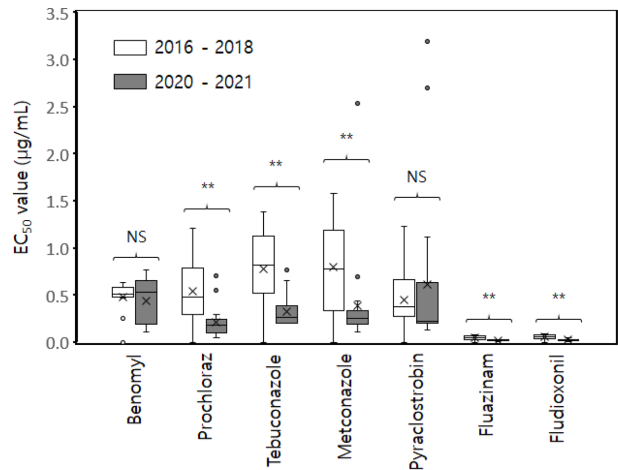 3.5
3.0
2.5
2.0
1.5
1.0
0.5
0.0
EC50 value (μg/mL)
2016 - 2018
2020 - 2021
NS
**
**
**
NS
**
**
Benomyl
Prochloraz
Tebuconazole
Metconazole
Pyraclostrobin
Fluazinam
Fludioxonil